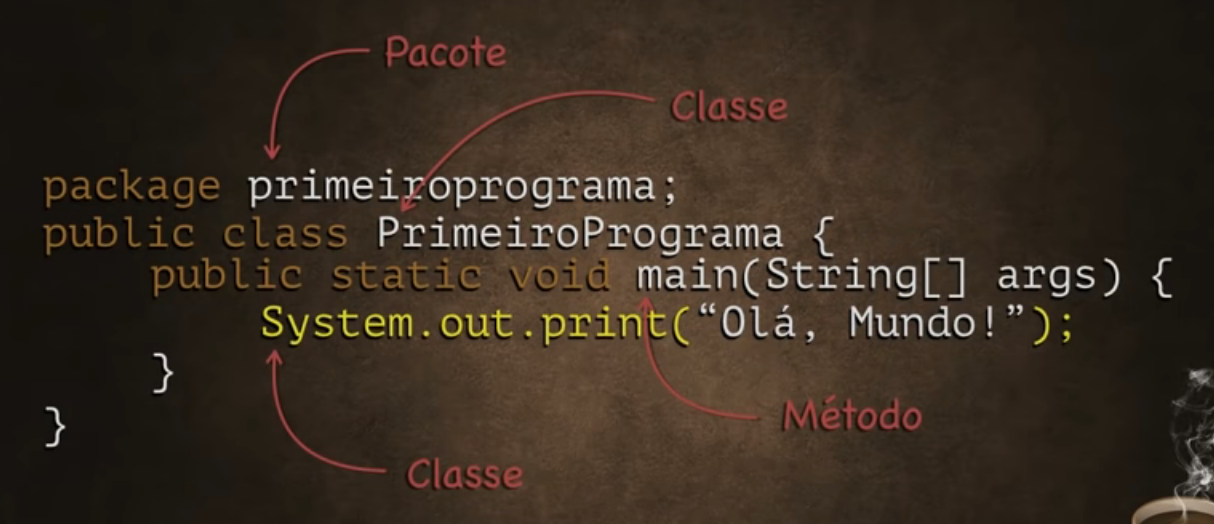 Pacote
Classe
package primeiroprograma;
public class PrimeiroPrograma {
public static void main(String[] args) {
System.out.print(“Olá, Mundo!”);
}
Método
}
Classe